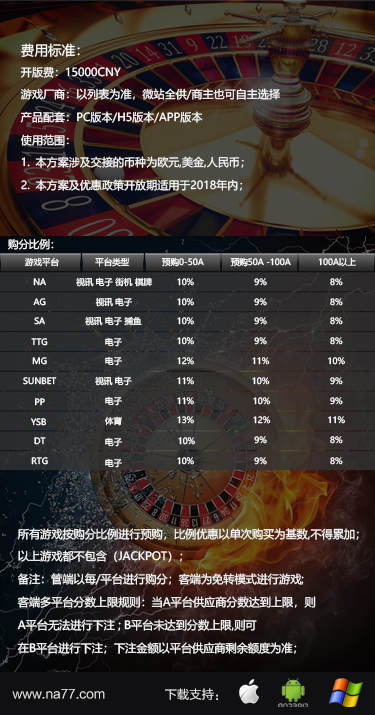 费用标准：
开版费：15000CNY
游戏厂商：以列表为准，微站全供/商主也可自主选择
产品配套：PC版本/H5版本/APP版本
使用范围：
1. 本方案涉及交接的币种为欧元,美金,人民币；
2. 本方案及优惠政策开放期适用于2018年内；
购分比例：
游戏平台 平台类型 预购0-50A 预购50A -100A 100A以上
NA 视讯 电子 街机 棋牌 10% 9% 8%
AG 视讯 电子 10% 9% 8%
SA 视讯 电子 捕鱼 10% 9% 8%
TTG 电子 10% 9% 8%
MG 电子 12% 11% 10%
SUNBET 视讯 电子 11% 10% 9%
PP 电子 11% 10% 9%
YSB 体育 13% 12% 11%
DT 电子 10% 9% 8%
RTG 电子 10% 9% 8%
所有游戏按购分比例进行预购，比例优惠以单次购买为基数,不得累加；
以上游戏都不包含（JACKPOT）；
备注：管端以每/平台进行购分；客端为免转模式进行游戏;
客端多平台分数上限规则：当A平台供应商分数达到上限，则
A平台无法进行下注；B平台未达到分数上限,则可
在B平台进行下注；下注金额以平台供应商剩余额度为准；
www.na77.com 下载支持：
ANDROID